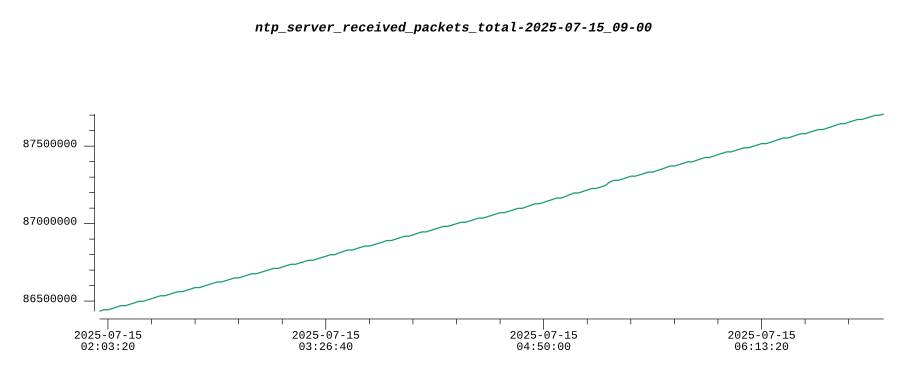 ntp_server_received_packets_total-2025-07-15_09-00
87500000
87000000
86500000
2025-07-15 2025-07-15 2025-07-15 2025-07-15
02:03:20 03:26:40 04:50:00 06:13:20